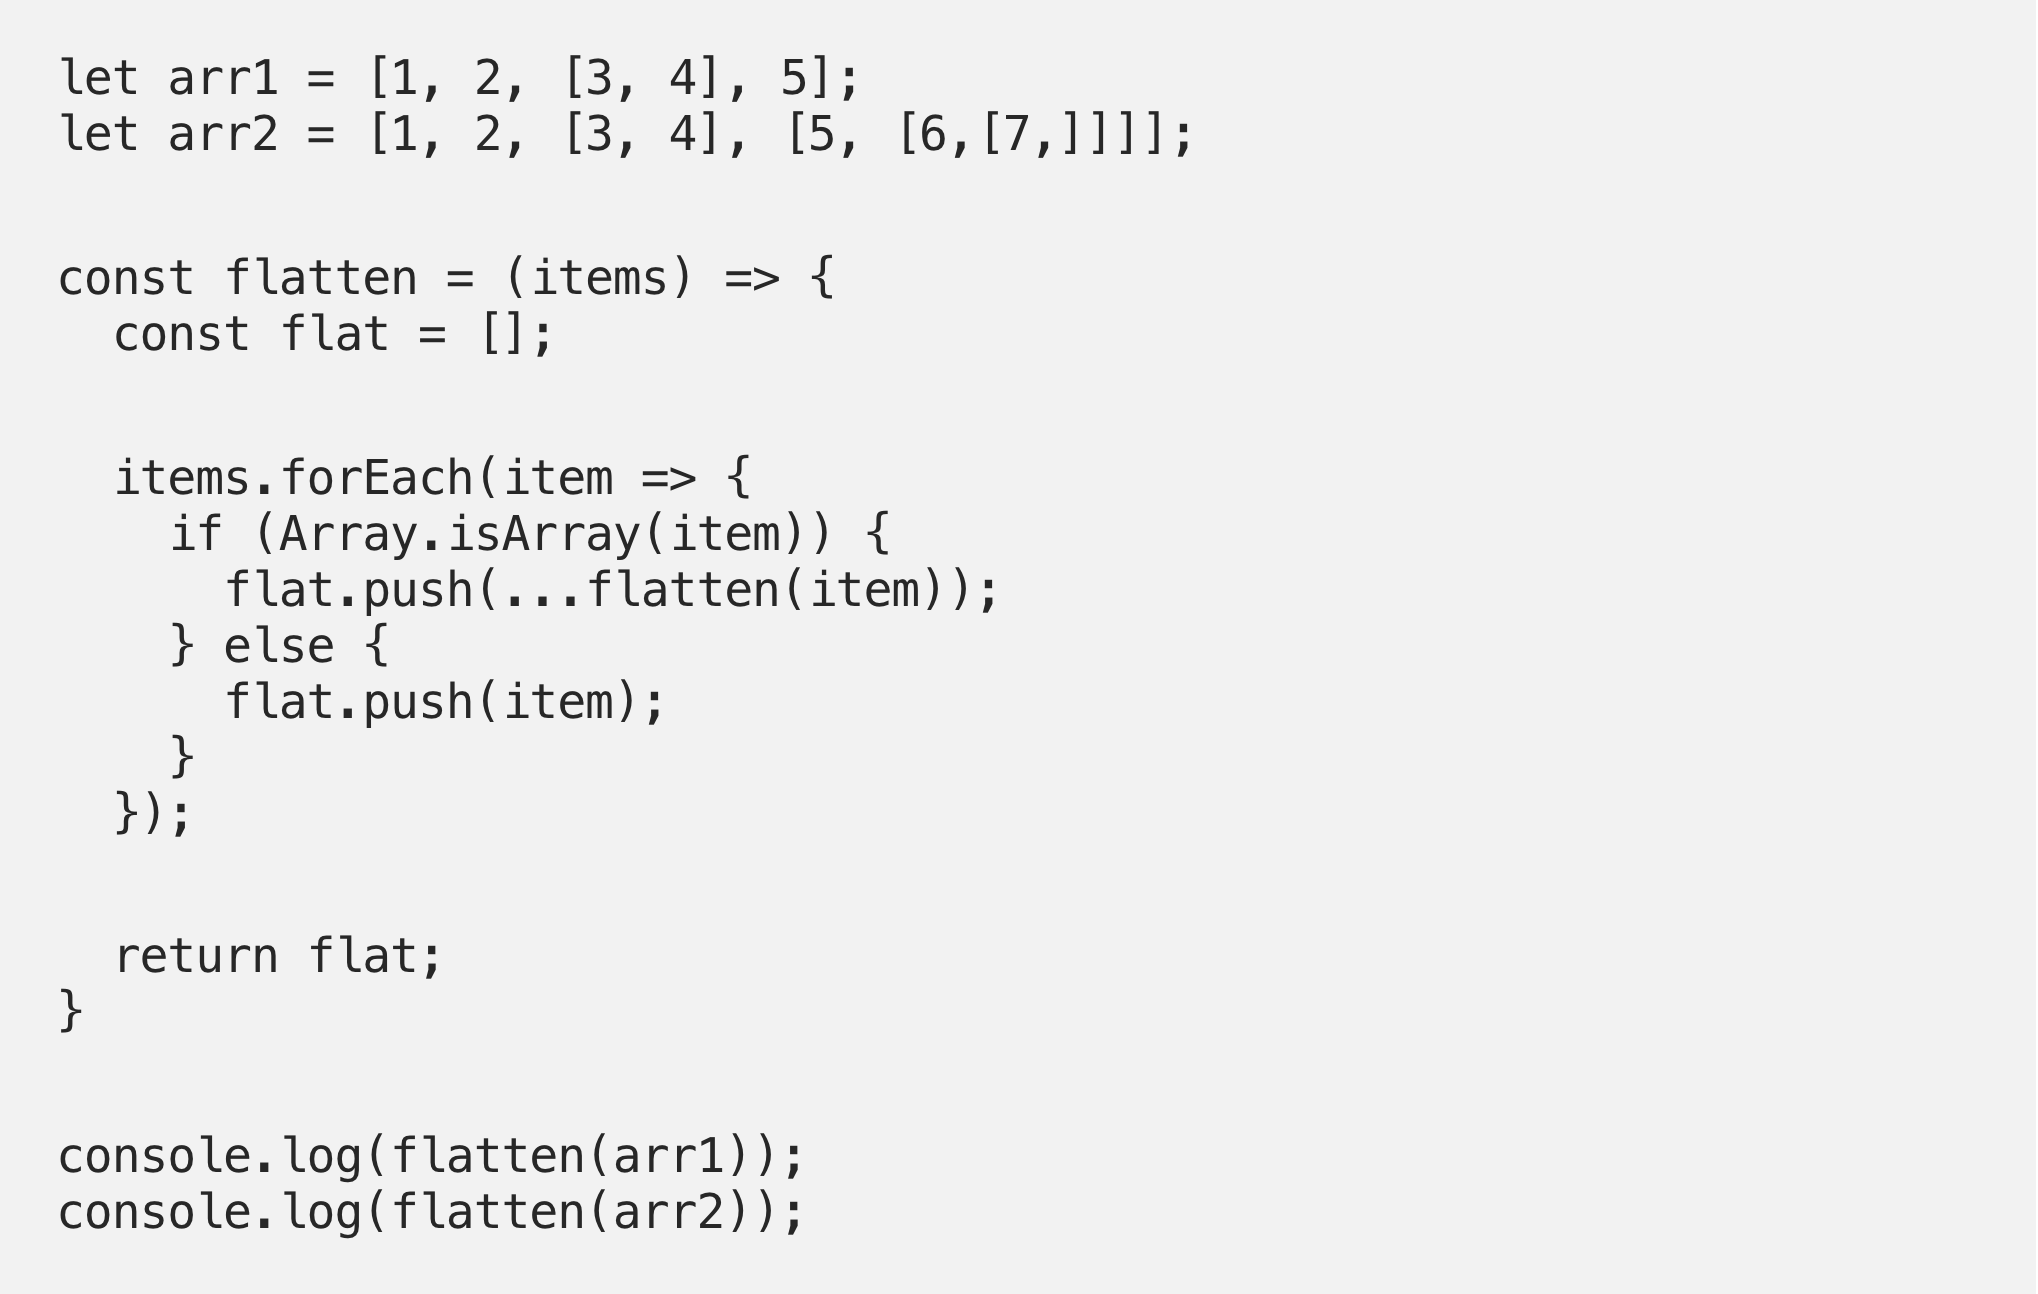 let arr1 = [1, 2, [3, 4], 5];
let arr2 = [1, 2, [3, 4], [5, [6,[7,]]]];
const flatten = (items) => {
  const flat = [];
  items.forEach(item => {
    if (Array.isArray(item)) {
      flat.push(...flatten(item));
    } else {
      flat.push(item);
    }
  });
  return flat;
}
console.log(flatten(arr1));
console.log(flatten(arr2));